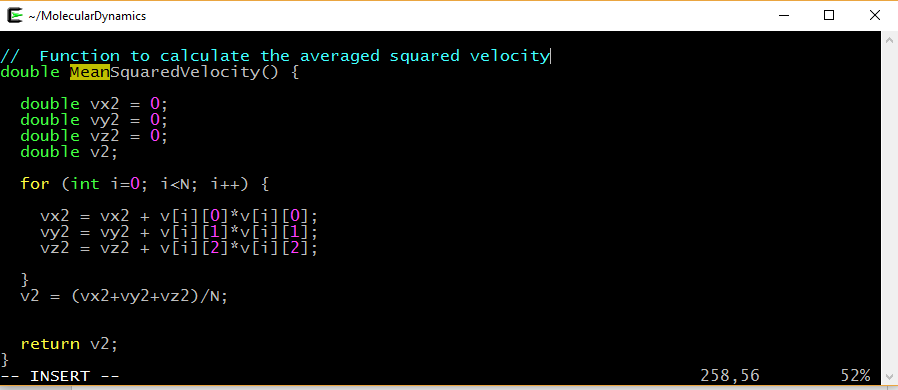 ~/MolecularDynamics
//  Function to calculate the averaged squared velocity
double MeanSquaredVelocity() {
  double vx2 = 0;
  double vy2 = 0;
  double vz2 = 0;
  double v2;
  for (int i=0; i<N; i++) {
    vx2 = vx2 + v[i][0]*v[i][0];
    vy2 = vy2 + v[i][1]*v[i][1];
    vz2 = vz2 + v[i][2]*v[i][2];
  }
  v2 = (vx2+vy2+vz2)/N;
  return v2;
}
-- INSERT -- 258,56 52%